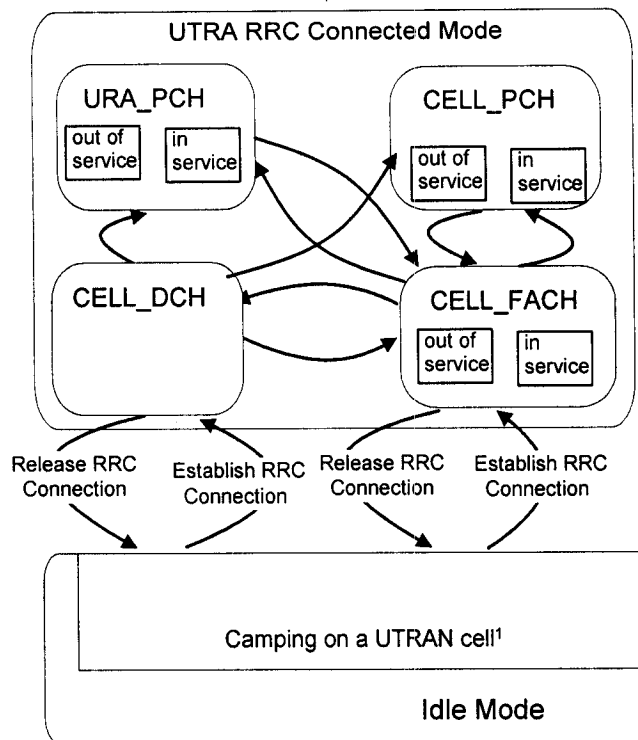 UTRA RRC Connected Mode
URA_PCH
out of
service
in
service
CELL_PCH
out of
service
in
service
CELL_DCH
CELL_FACH
out of
service
in
service
Release RRC
Connection
Establish RRC
Connection
Release RRC
Connection
Establish RRC
Connection
Camping on a UTRAN cell¹
Idle Mode